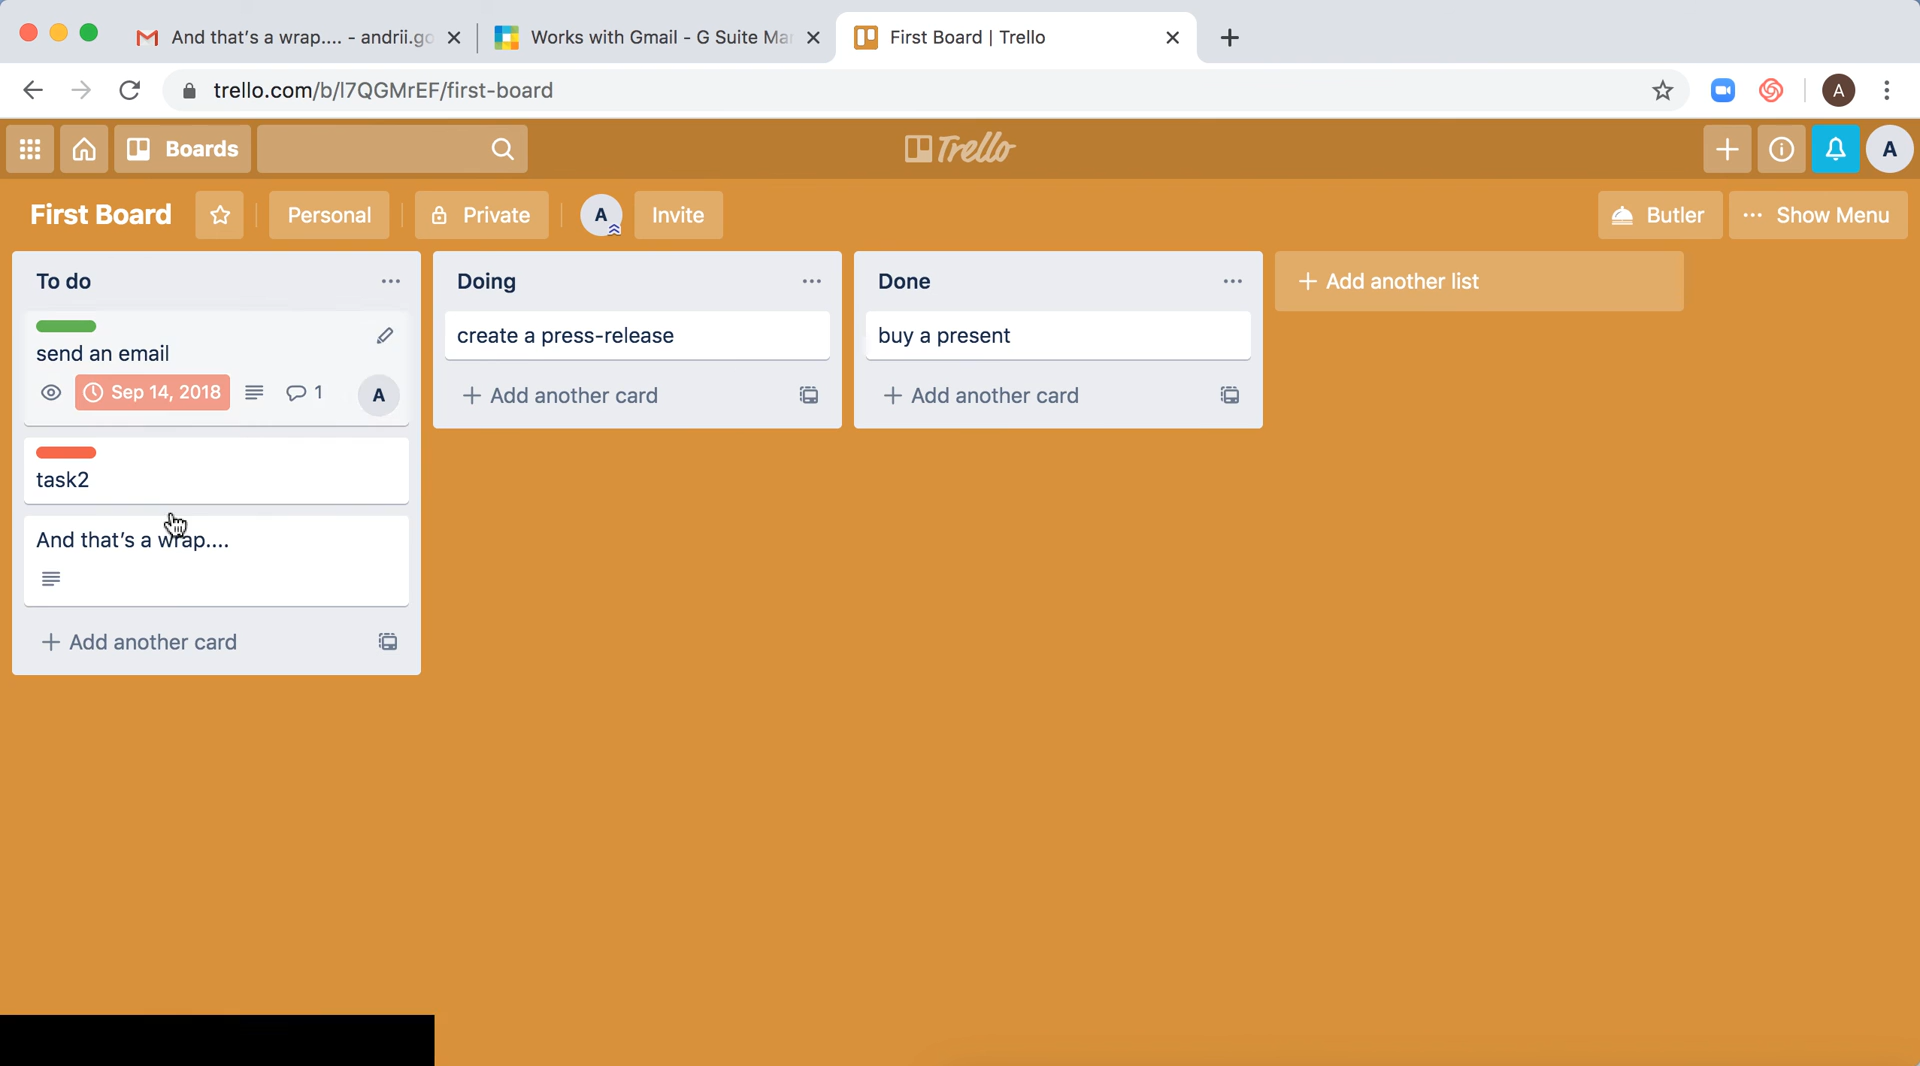 And that's a wrap.... - andrii.go
Works with Gmail - G Suite Mar
First Board | Trello
trello.com/b/l7QGMrEF/first-board
A
Boards
Trello
A
First Board
Personal
Private
A
Invite
Butler
Show Menu
To do
Doing
Done
+ Add another list
send an email
Sep 14, 2018
1
A
create a press-release
buy a present
+ Add another card
+ Add another card
task2
And that's a wrap....
+ Add another card